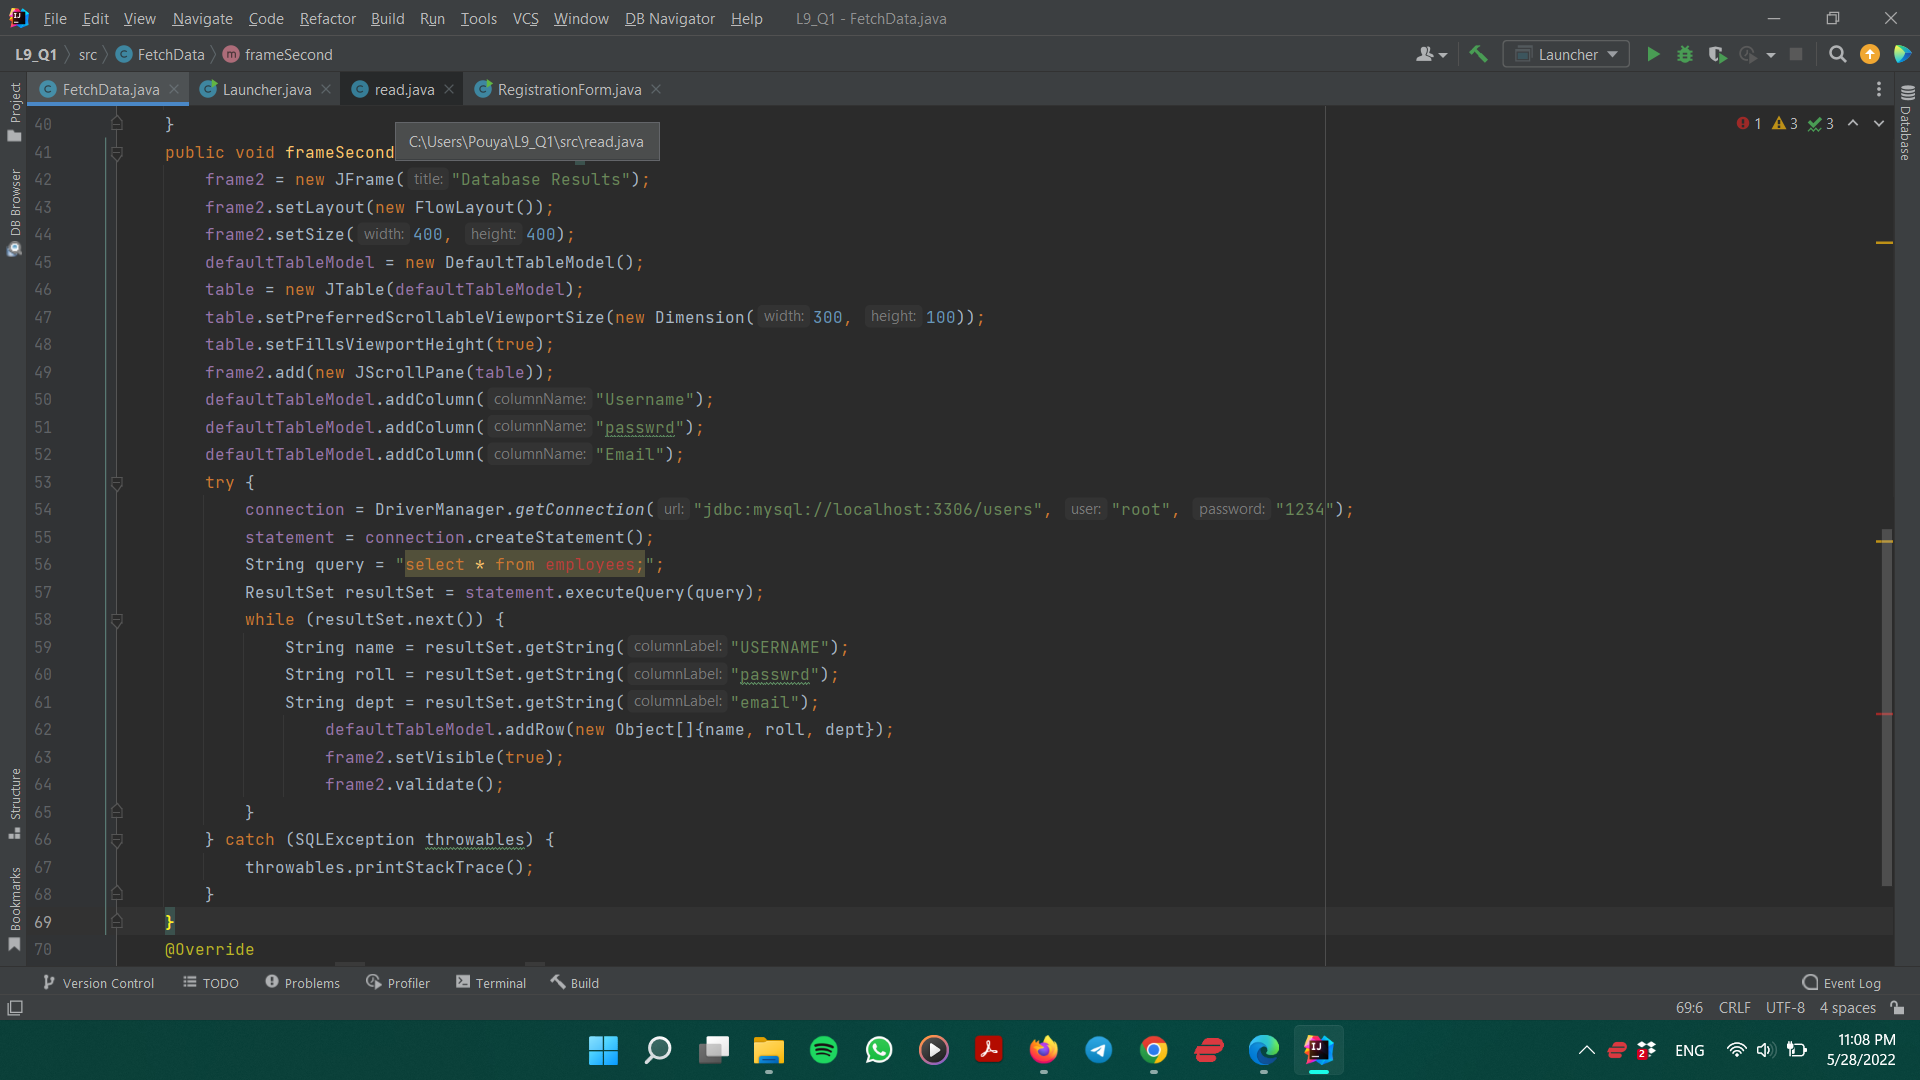 File Edit View Navigate Code Refactor Build Run Tools VCS Window DB Navigator Help L9_Q1 - FetchData.java
L9_Q1 src FetchData frameSecond Launcher
FetchData.java Launcher.java read.java RegistrationForm.java
Project
DB Browser
Structure
Bookmarks
Database
C:\Users\Pouya\L9_Q1\src\read.java
1 3 3
40 }
41 public void frameSecond
42 frame2 = new JFrame( title: "Database Results");
43 frame2.setLayout(new FlowLayout());
44 frame2.setSize( width: 400, height: 400);
45 defaultTableModel = new DefaultTableModel();
46 table = new JTable(defaultTableModel);
47 table.setPreferredScrollableViewportSize(new Dimension( width: 300, height: 100));
48 table.setFillsViewportHeight(true);
49 frame2.add(new JScrollPane(table));
50 defaultTableModel.addColumn( columnName: "Username");
51 defaultTableModel.addColumn( columnName: "passwrd");
52 defaultTableModel.addColumn( columnName: "Email");
53 try {
54 connection = DriverManager.getConnection( url: "jdbc:mysql://localhost:3306/users", user: "root", password: "1234");
55 statement = connection.createStatement();
56 String query = "select * from employees;";
57 ResultSet resultSet = statement.executeQuery(query);
58 while (resultSet.next()) {
59 String name = resultSet.getString( columnLabel: "USERNAME");
60 String roll = resultSet.getString( columnLabel: "passwrd");
61 String dept = resultSet.getString( columnLabel: "email");
62 defaultTableModel.addRow(new Object[]{name, roll, dept});
63 frame2.setVisible(true);
64 frame2.validate();
65 }
66 } catch (SQLException throwables) {
67 throwables.printStackTrace();
68 }
69 }
70 @Override
Version Control TODO Problems Profiler Terminal Build Event Log
69:6 CRLF UTF-8 4 spaces
2 ENG 11:08 PM
5/28/2022